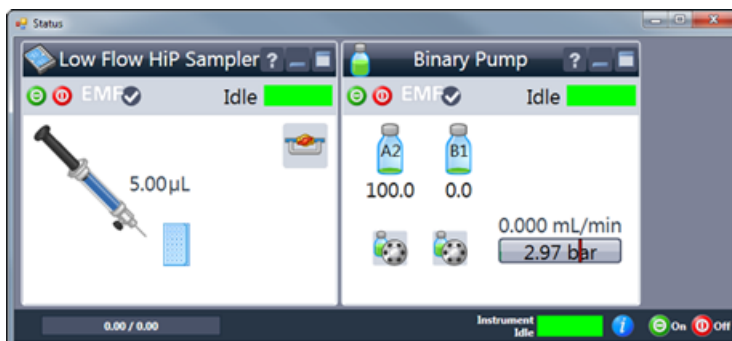 Status
Low Flow HiP Sampler ?
Binary Pump ?
EMF Idle
EMF Idle
5.00µL
A2 B1
100.0 0.0
0.000 mL/min
2.97 bar
0.00 / 0.00
Instrument
Idle
i
On Off